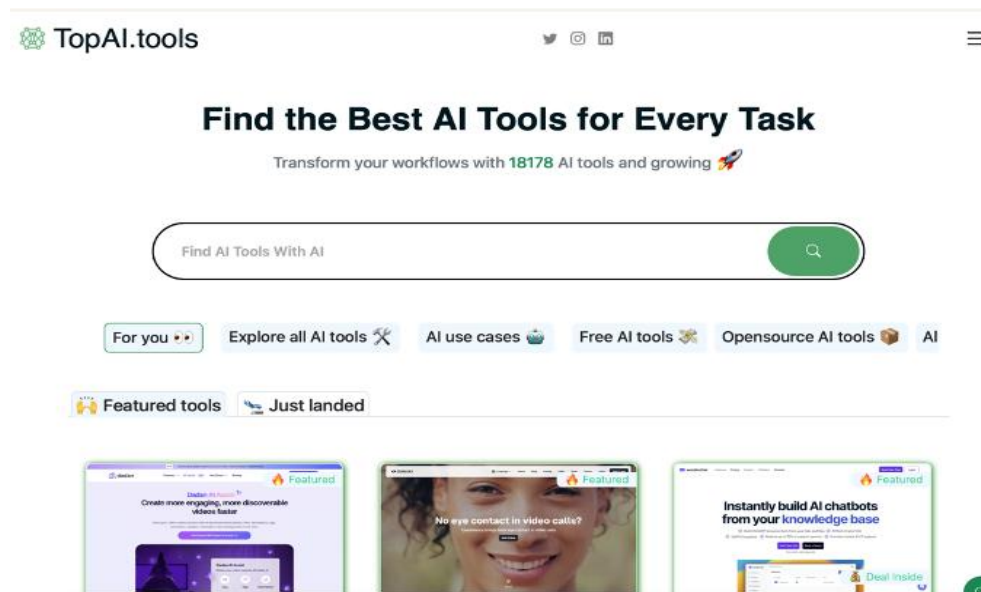 TopAI.tools
Find the Best AI Tools for Every Task
Transform your workflows with 18178 AI tools and growing 🚀
Find AI Tools With AI
For you 👀 Explore all AI tools 🛠 AI use cases 🤖 Free AI tools 💸 Opensource AI tools 📦 AI
🙌 Featured tools 🛬 Just landed
🔥 Featured
Dadan AI Assist
Create more engaging, more discoverable
videos faster
🔥 Featured
No eye contact in video calls?
🔥 Featured
Instantly build AI chatbots
from your knowledge base
💰 Deal Inside